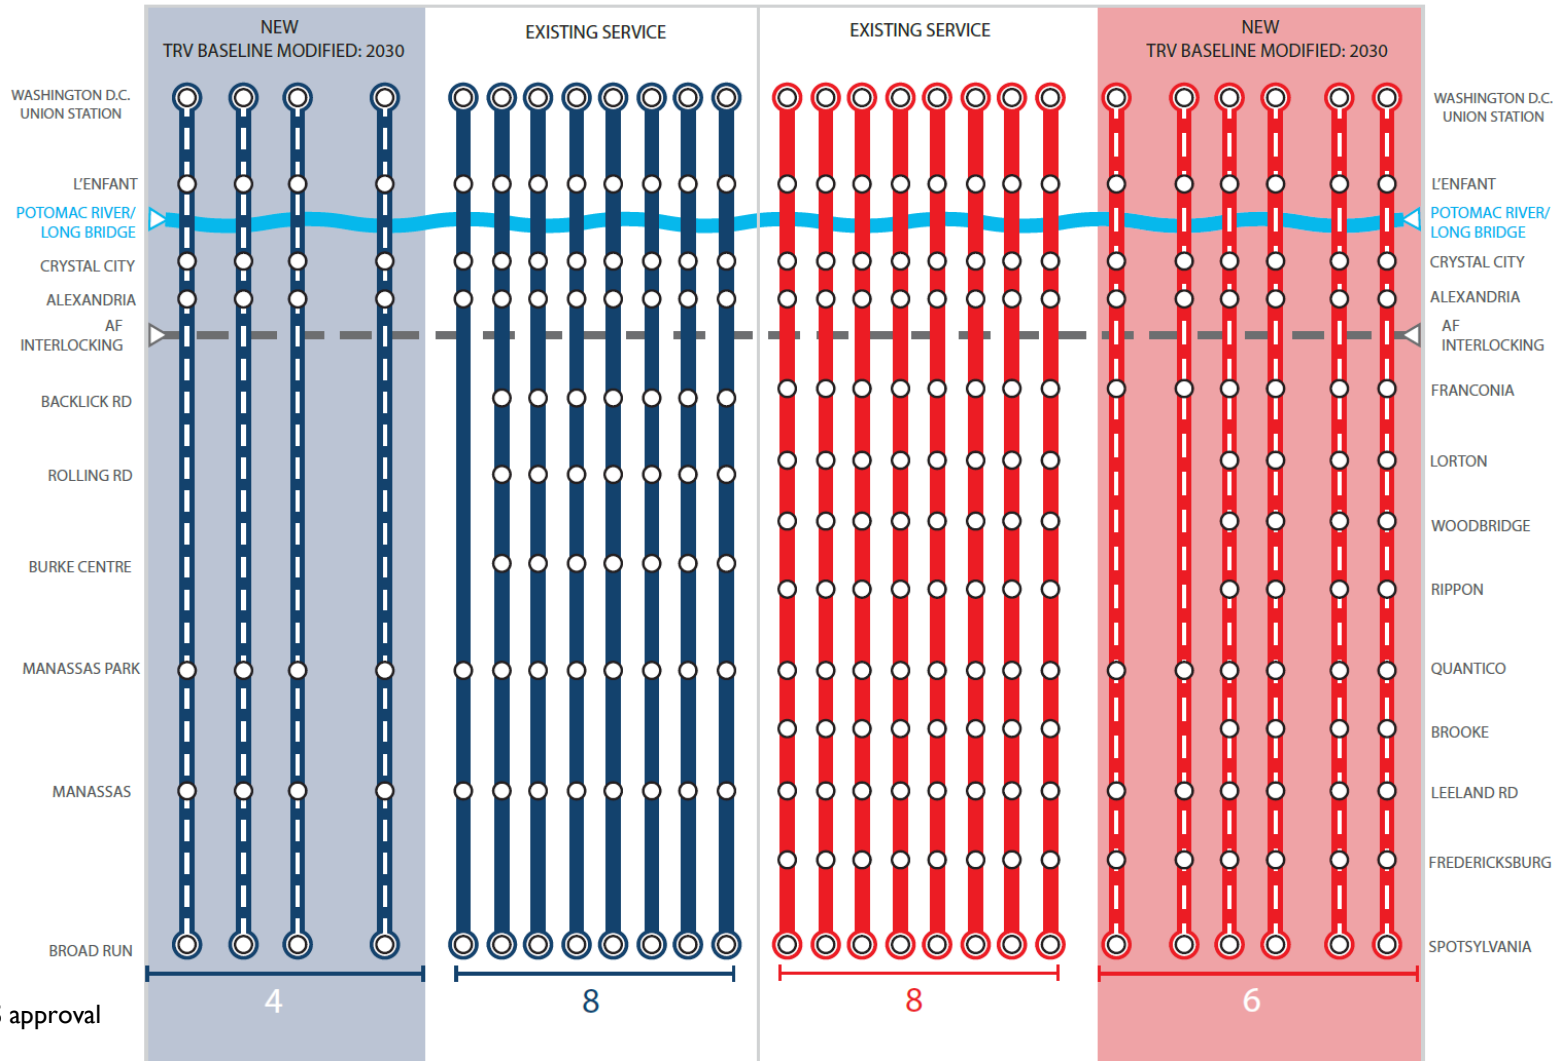 NEW
TRV BASELINE MODIFIED: 2030
EXISTING SERVICE
EXISTING SERVICE
NEW
TRV BASELINE MODIFIED: 2030
WASHINGTON D.C.
UNION STATION
L'ENFANT
POTOMAC RIVER/
LONG BRIDGE
CRYSTAL CITY
ALEXANDRIA
AF
INTERLOCKING
BACKLICK RD
ROLLING RD
BURKE CENTRE
MANASSAS PARK
MANASSAS
BROAD RUN
WASHINGTON D.C.
UNION STATION
L'ENFANT
POTOMAC RIVER/
LONG BRIDGE
CRYSTAL CITY
ALEXANDRIA
AF
INTERLOCKING
FRANCONIA
LORTON
WOODBRIDGE
RIPPON
QUANTICO
BROOKE
LEELAND RD
FREDERICKSBURG
SPOTSYLVANIA
4
8
8
6
approval